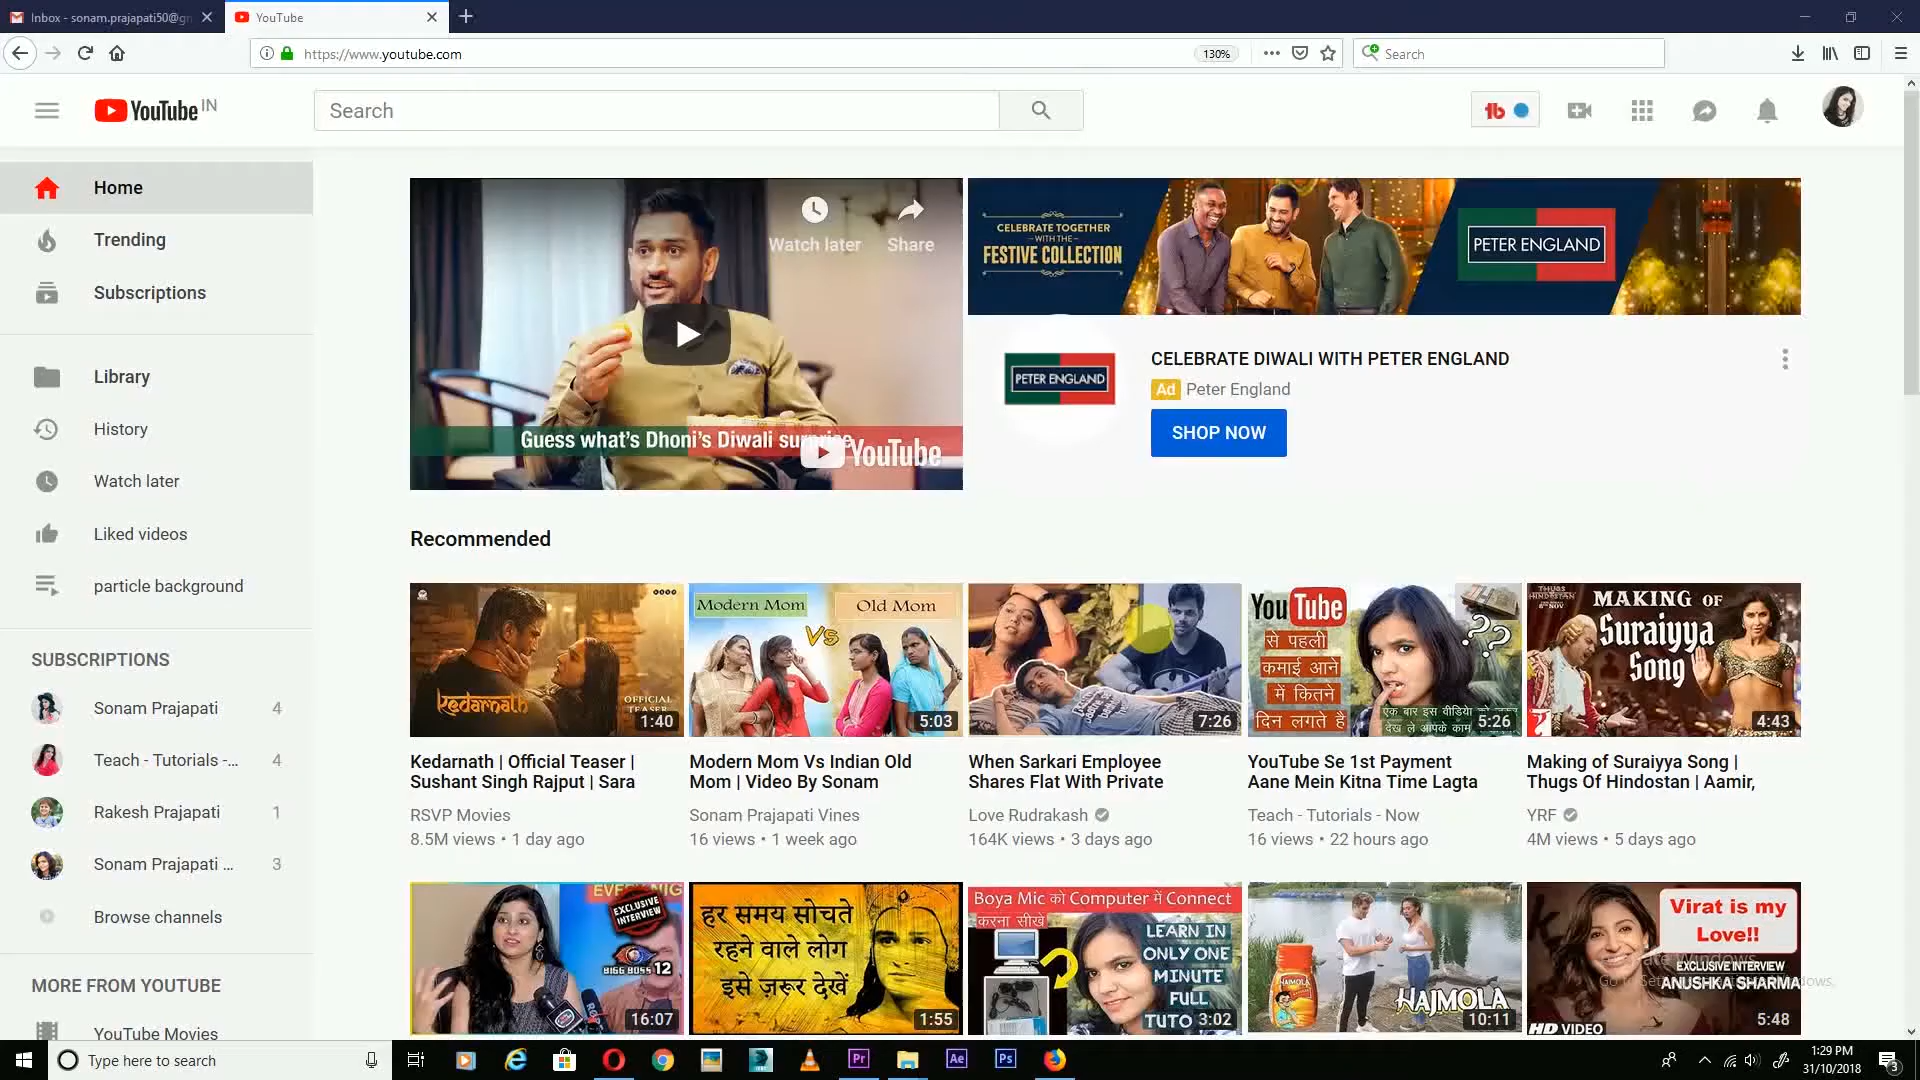 Inbox - sonam.prajapati50@g
YouTube
https://www.youtube.com
130%
Search
YouTube IN
Search
Home
Trending
Subscriptions
Library
History
Watch later
Liked videos
particle background
SUBSCRIPTIONS
Sonam Prajapati 4
Teach - Tutorials -... 4
Rakesh Prajapati 1
Sonam Prajapati ... 3
Browse channels
MORE FROM YOUTUBE
YouTube Movies
Watch later
Share
Guess what's Dhoni's Diwali surprise
YouTube
CELEBRATE TOGETHER
WITH THE
FESTIVE COLLECTION
PETER ENGLAND
PETER ENGLAND
CELEBRATE DIWALI WITH PETER ENGLAND
Ad Peter England
SHOP NOW
Recommended
kedarnath
OFFICIAL
TEASER
1:40
Modern Mom
Old Mom
Vs
5:03
7:26
YouTube
से पहली
कमाई आने
में कितने
दिन लगते है
??
एक बार इस वीडियो को जरूर
देख ले आपके काम
5:26
THUGS
HINDOSTAN
MAKING OF
Suraiyya
Song
4:43
Kedarnath | Official Teaser |
Sushant Singh Rajput | Sara
RSVP Movies
8.5M views • 1 day ago
Modern Mom Vs Indian Old
Mom | Video By Sonam
Sonam Prajapati Vines
16 views • 1 week ago
When Sarkari Employee
Shares Flat With Private
Love Rudrakash
164K views • 3 days ago
YouTube Se 1st Payment
Aane Mein Kitna Time Lagta
Teach - Tutorials - Now
16 views • 22 hours ago
Making of Suraiyya Song |
Thugs Of Hindostan | Aamir,
YRF
4M views • 5 days ago
EXCLUSIVE
INTERVIEW
BIGG BOSS 12
16:07
हर समय सोचते
रहने वाले लोग
इसे ज़रूर देखें
1:55
Boya Mic को Computer में Connect
करना सीखे
LEARN IN
ONLY ONE
MINUTE
FULL
TUTO
3:02
HAJMOLA
HAJMOLA
10:11
Virat is my
Love!!
EXCLUSIVE INTERVIEW
ANUSHKA SHARMA
HD VIDEO
5:48
Type here to search
Pr
Ae
Ps
1:29 PM
31/10/2018
3